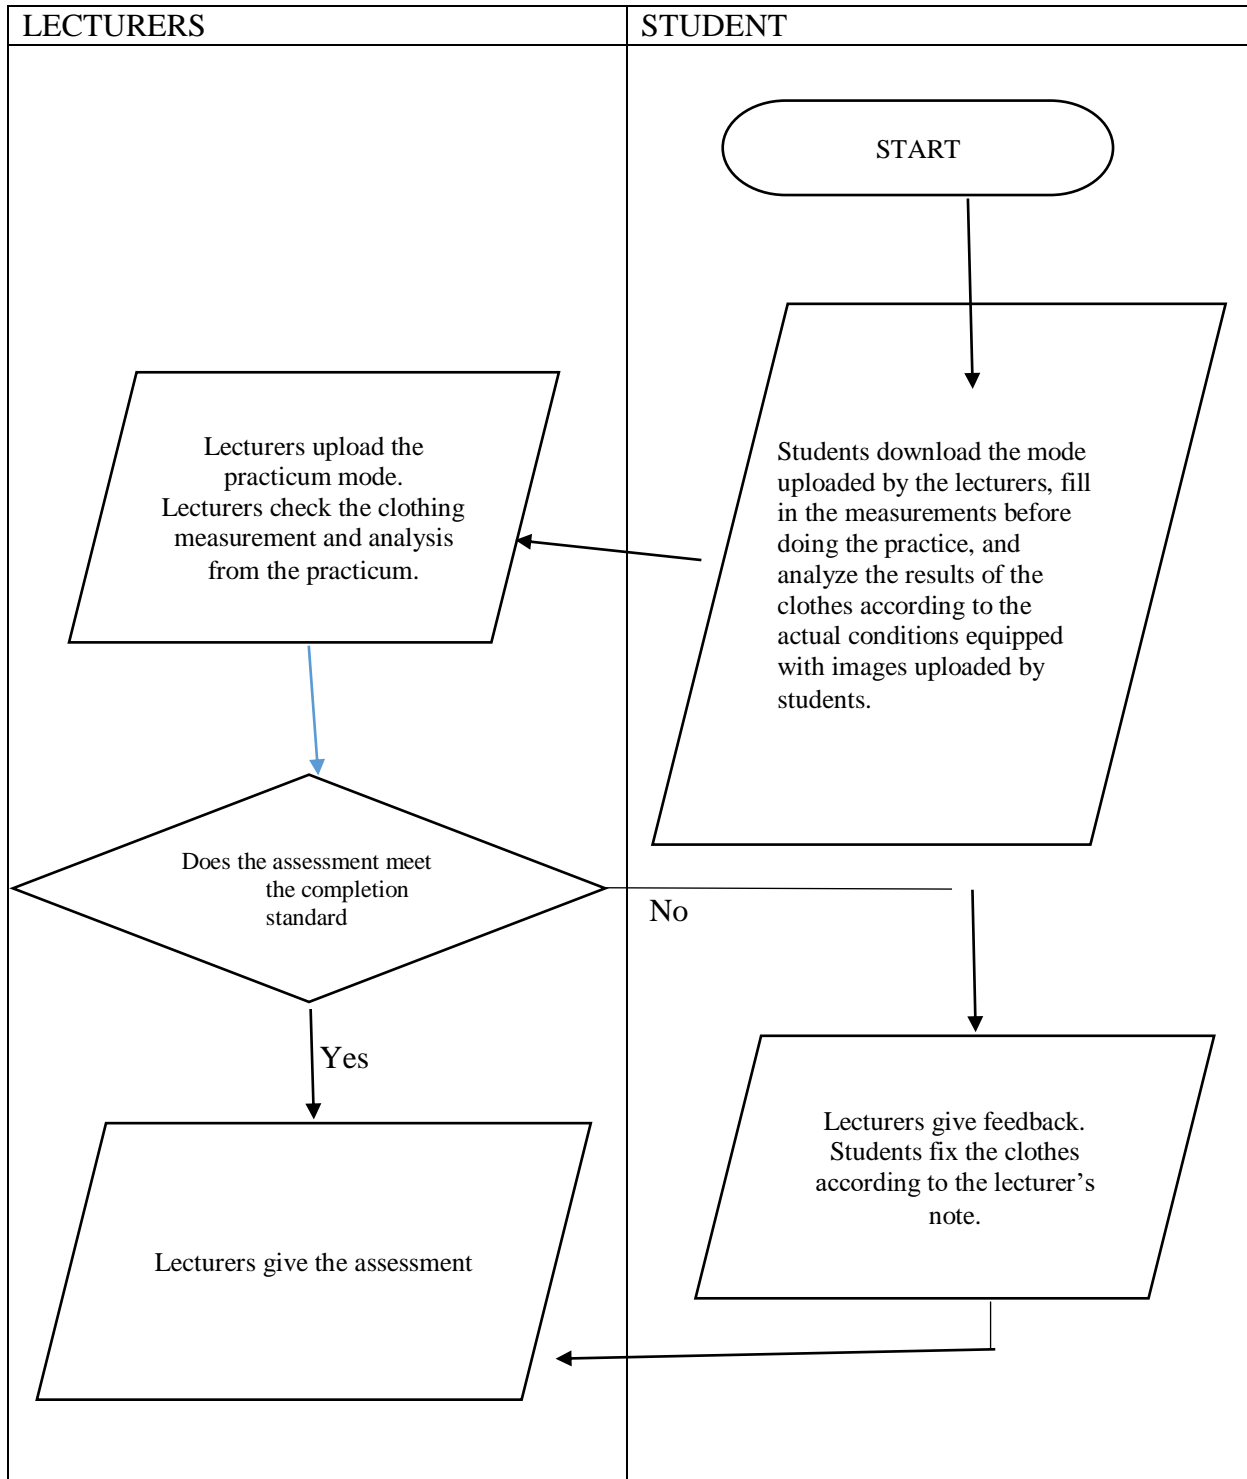 LECTURERS
STUDENT
START
Lecturers upload the
practicum mode.
Lecturers check the clothing
measurement and analysis
from the practicum.
Students download the mode
uploaded by the lecturers, fill
in the measurements before
doing the practice, and
analyze the results of the
clothes according to the
actual conditions equipped
with images uploaded by
students.
Does the assessment meet
the completion
standard
No
Yes
Lecturers give feedback.
Students fix the clothes
according to the lecturer’s
note.
Lecturers give the assessment